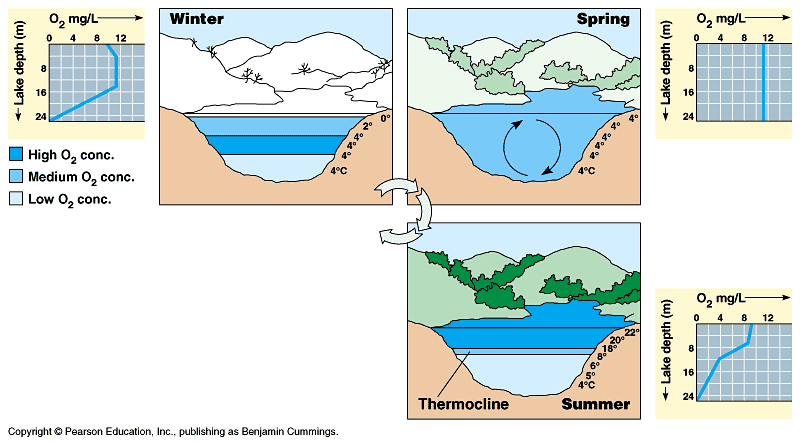 O2 mg/L
0 4 8 12
Lake depth (m)
8
16
24
Winter
0°
2°
4°
4°
4°
4°C
Spring
4°
4°
4°
4°
4°
4°C
O2 mg/L
0 4 8 12
Lake depth (m)
8
16
24
High O2 conc.
Medium O2 conc.
Low O2 conc.
22°
20°
18°
8°
6°
5°
4°C
Thermocline
Summer
O2 mg/L
0 4 8 12
Lake depth (m)
8
16
24
Copyright © Pearson Education, Inc., publishing as Benjamin Cummings.